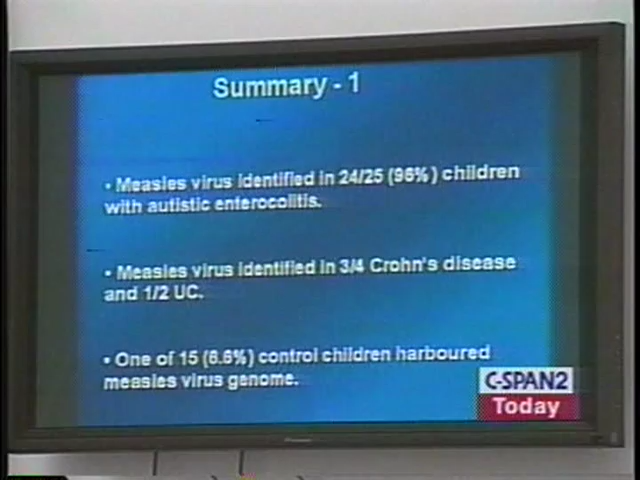 Summary - 1
• Measles virus identified in 24/25 (96%) children
with autistic enterocolitis.
• Measles virus identified in 3/4 Crohn's disease
and 1/2 UC.
• One of 15 (6.6%) control children harboured
measles virus genome.
C-SPAN2
Today